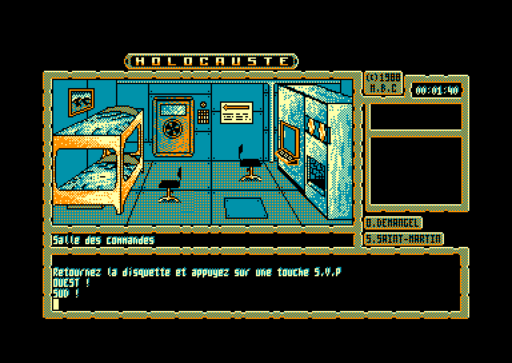 HOLOCAUSTE
(C)1988
H.B.C
00:01:40
D.DEMANGEL
S.SAINT-MARTIN
Salle des commandes
Retournez la disquette et appuyez sur une touche S.V.P
OUEST !
SUD !